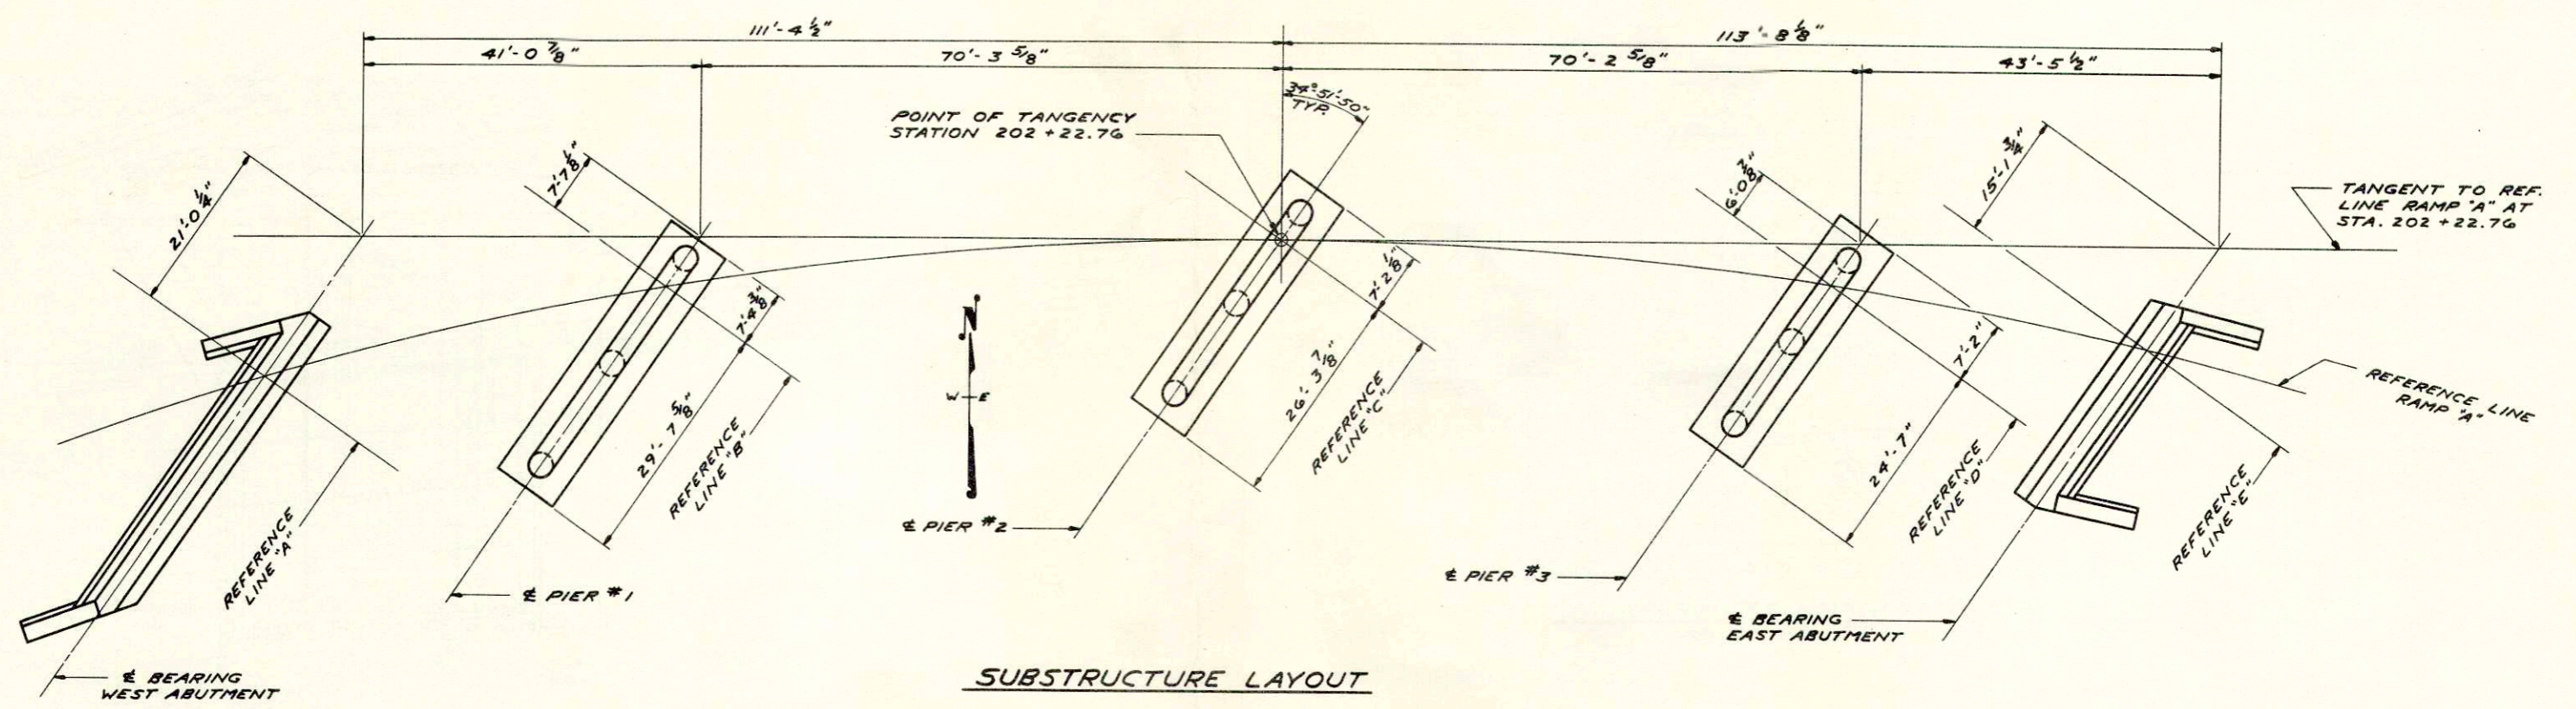 111'-4 1/2"
113'-8 1/8"
41'-0 7/8"
70'-3 5/8"
70'-2 5/8"
43'-5 1/2"
34°-51'-50"
TYP.
POINT OF TANGENCY
STATION 202 +22.76
21'-0 1/4"
7'-7 1/8"
6'-0 7/8"
15'-1 3/4"
TANGENT TO REF.
LINE RAMP "A" AT
STA. 202 +22.76
7'-4 3/8"
7'-2 1/8"
7'-2"
29'-7 5/8"
26'-3 7/8"
24'-7"
N
W E
REFERENCE
LINE "A"
REFERENCE
LINE "B"
REFERENCE
LINE "C"
REFERENCE
LINE "D"
REFERENCE
LINE "E"
REFERENCE LINE
RAMP "A"
℄ PIER #1
℄ PIER #2
℄ PIER #3
℄ BEARING
WEST ABUTMENT
℄ BEARING
EAST ABUTMENT
SUBSTRUCTURE LAYOUT